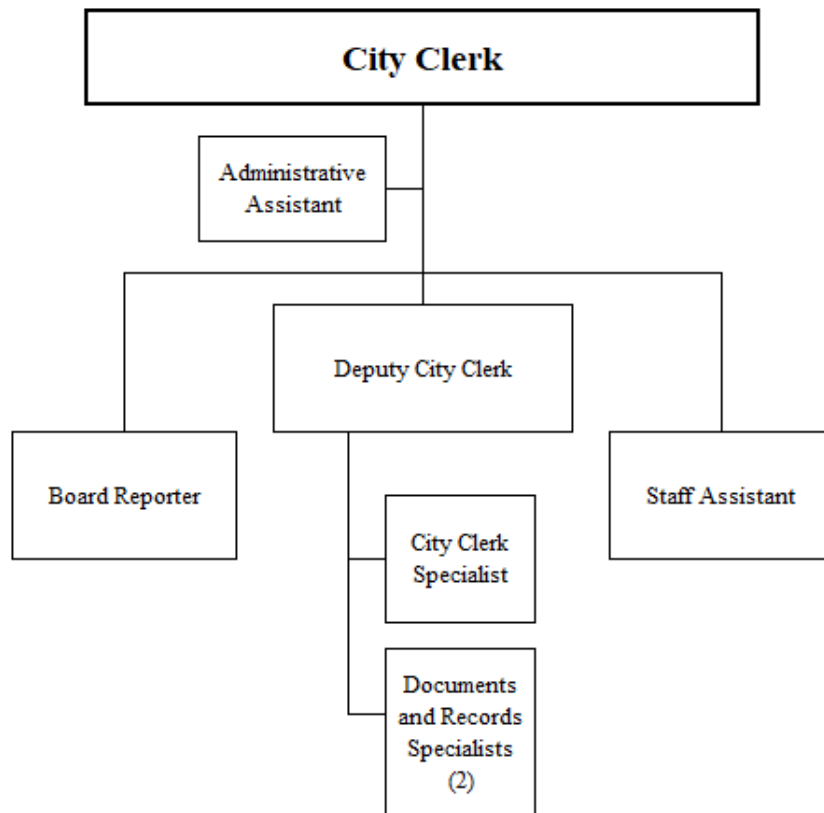 City Clerk
Administrative
Assistant
Deputy City Clerk
Board Reporter
Staff Assistant
City Clerk
Specialist
Documents
and Records
Specialists
(2)